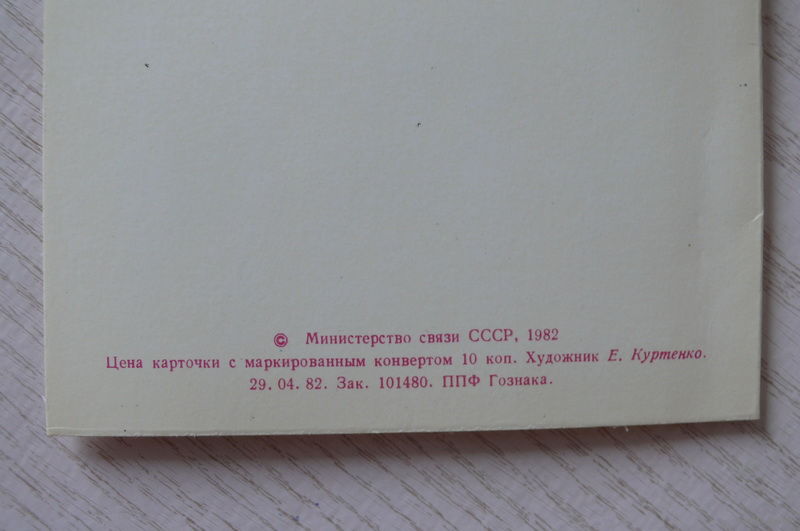 © Министерство связи СССР, 1982
Цена карточки с маркированным конвертом 10 коп. Художник Е. Куртенко.
29. 04. 82. Зак. 101480. ППФ Гознака.